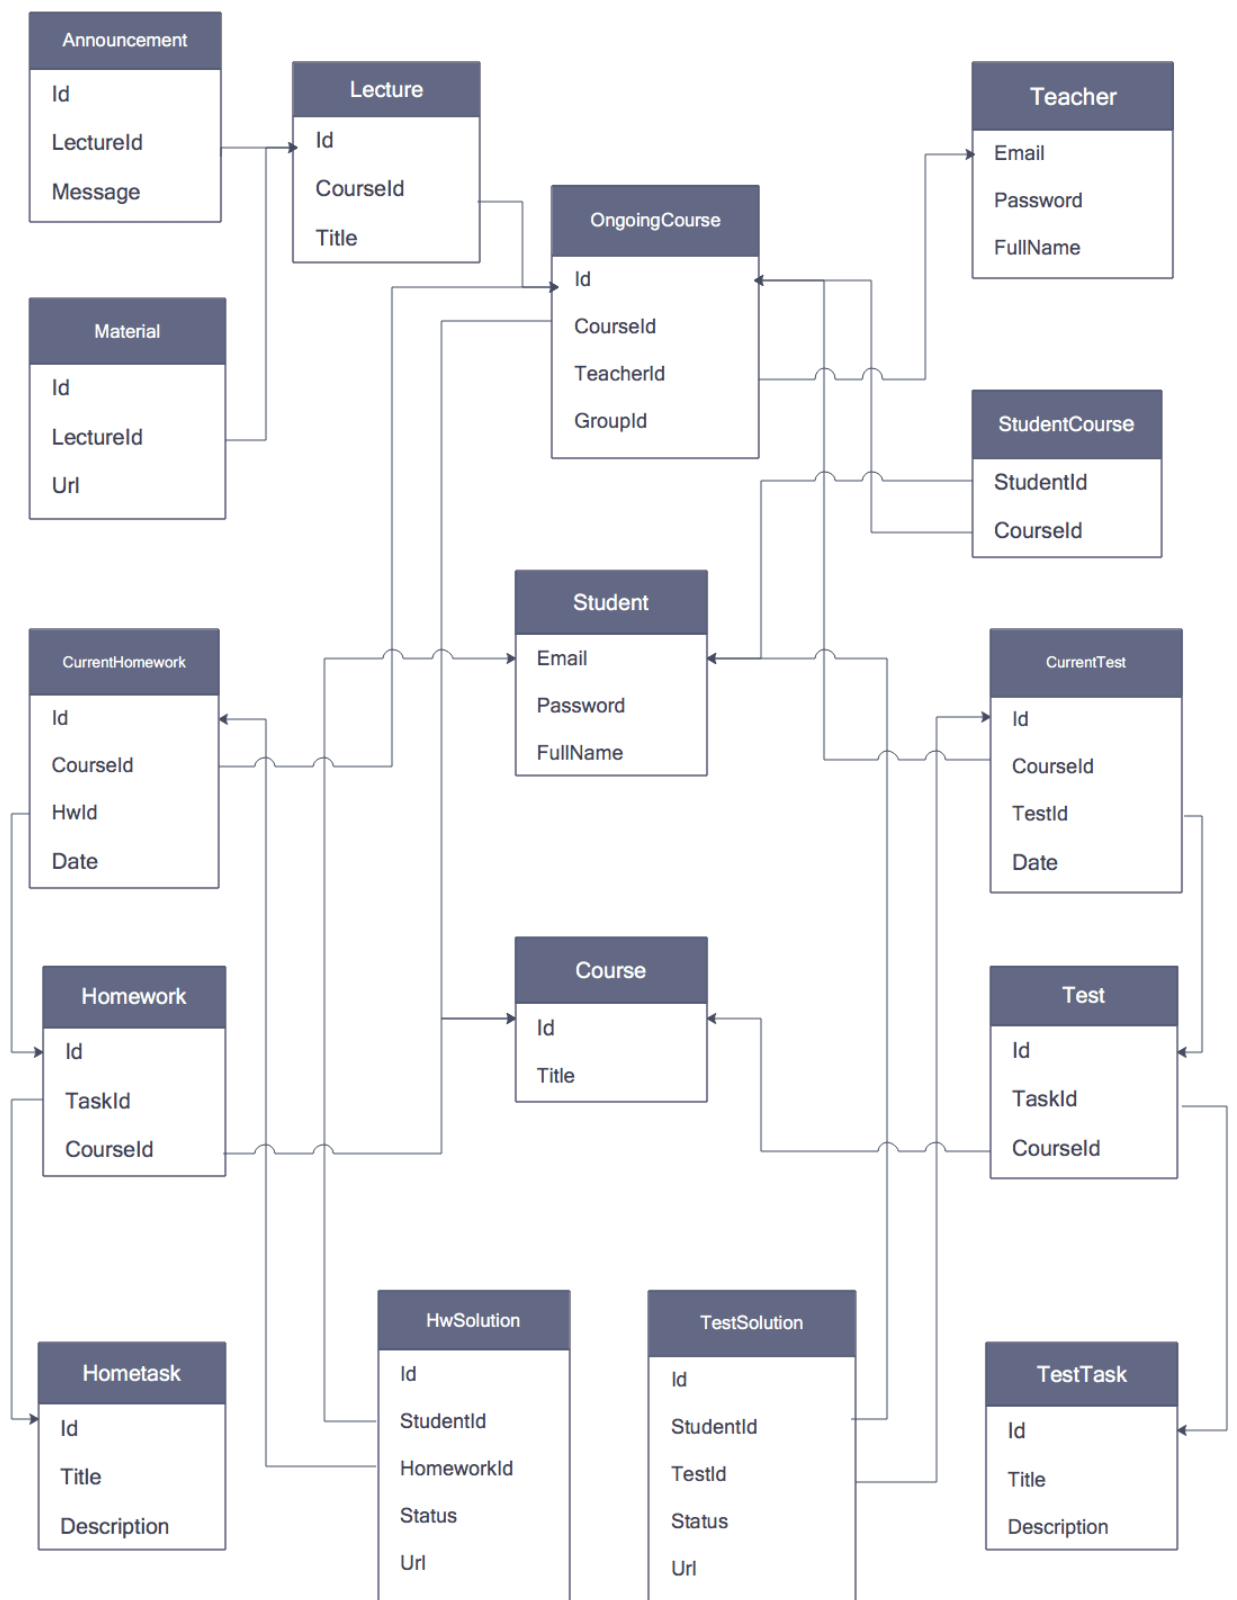 Announcement
Id
LectureId
Message
Lecture
Id
CourseId
Title
Teacher
Email
Password
FullName
OngoingCourse
Id
CourseId
TeacherId
GroupId
Material
Id
LectureId
Url
StudentCourse
StudentId
CourseId
Student
Email
Password
FullName
CurrentHomework
Id
CourseId
HwId
Date
CurrentTest
Id
CourseId
TestId
Date
Course
Id
Title
Homework
Id
TaskId
CourseId
Test
Id
TaskId
CourseId
HwSolution
Id
StudentId
HomeworkId
Status
Url
TestSolution
Id
StudentId
TestId
Status
Url
Hometask
Id
Title
Description
TestTask
Id
Title
Description